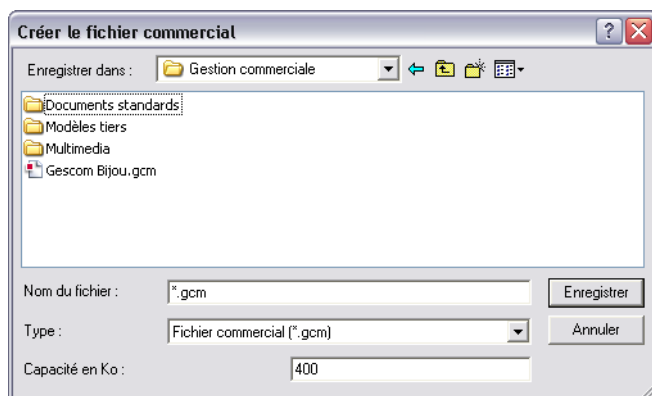 Créer le fichier commercial
Enregistrer dans : Gestion commerciale
Documents standards
Modèles tiers
Multimedia
Gescom Bijou.gcm
Nom du fichier : *.gcm Enregistrer
Type : Fichier commercial (*.gcm) Annuler
Capacité en Ko : 400